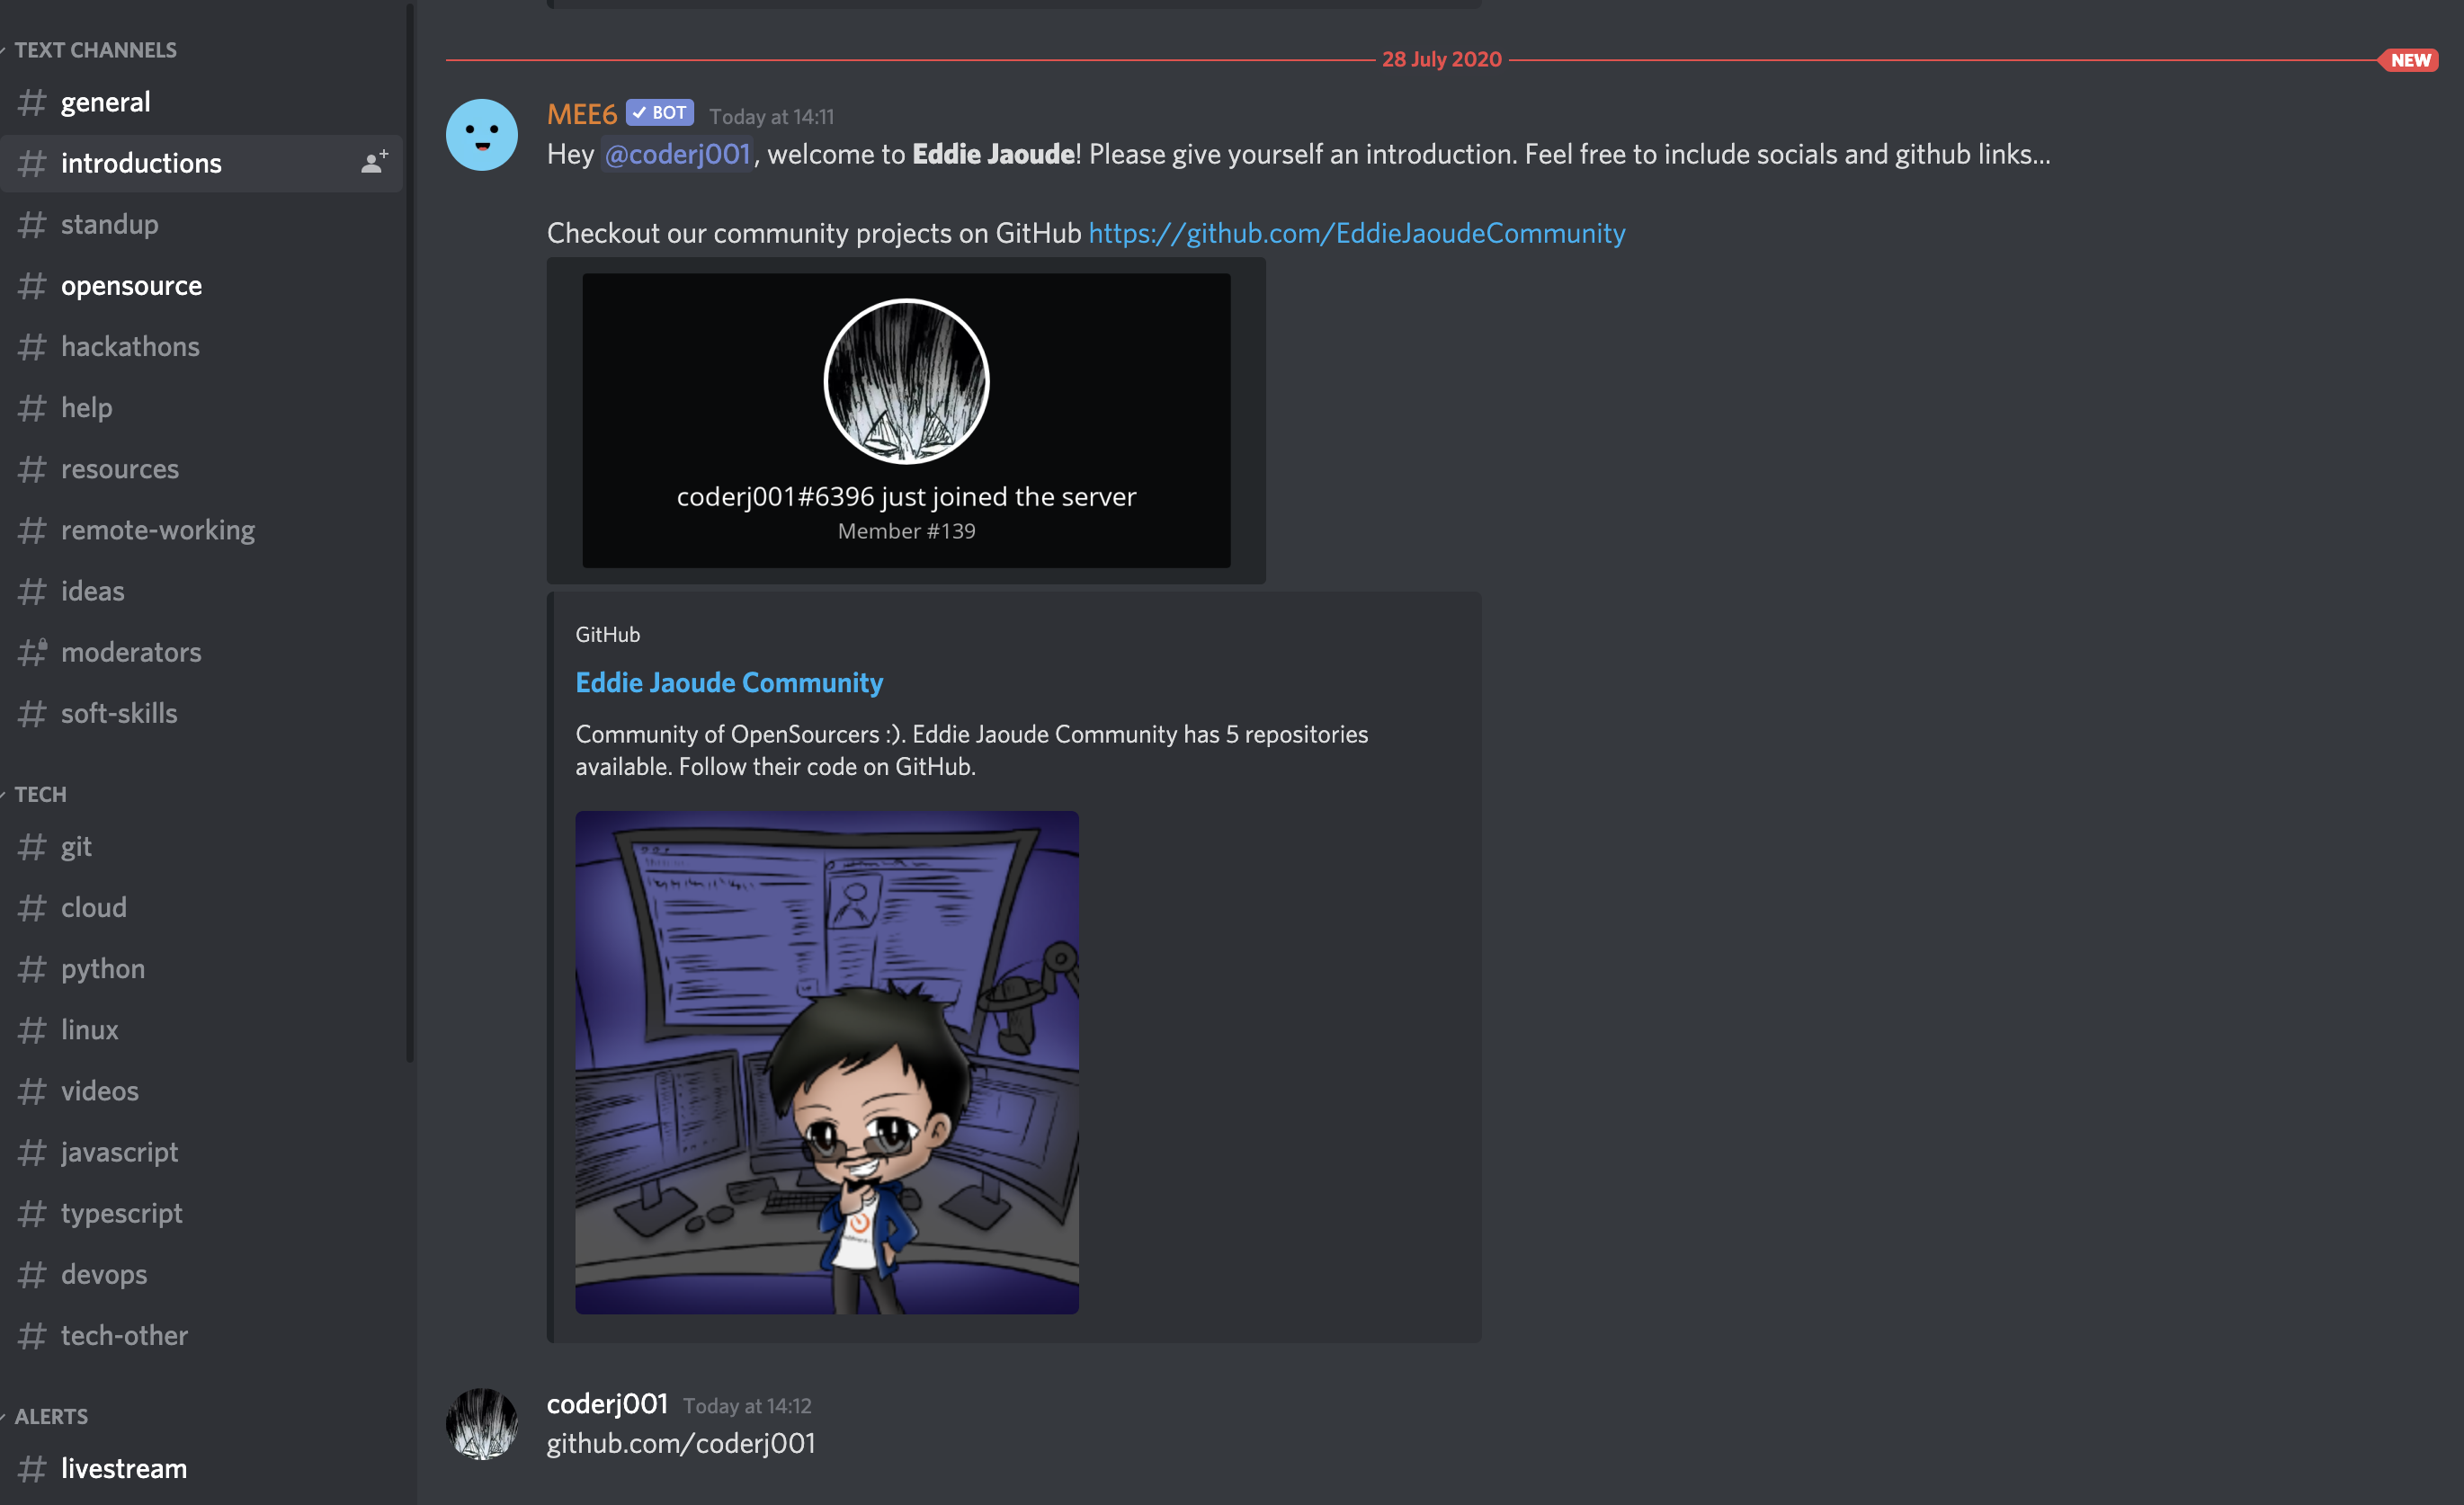 TEXT CHANNELS
general
introductions
standup
opensource
hackathons
help
resources
remote-working
ideas
moderators
soft-skills
TECH
git
cloud
python
linux
videos
javascript
typescript
devops
tech-other
ALERTS
livestream
28 July 2020
NEW
MEE6 BOT Today at 14:11
Hey @coderj001, welcome to Eddie Jaoude! Please give yourself an introduction. Feel free to include socials and github links...
Checkout our community projects on GitHub https://github.com/EddieJaoudeCommunity
coderj001#6396 just joined the server
Member #139
GitHub
Eddie Jaoude Community
Community of OpenSourcers :). Eddie Jaoude Community has 5 repositories
available. Follow their code on GitHub.
coderj001 Today at 14:12
github.com/coderj001